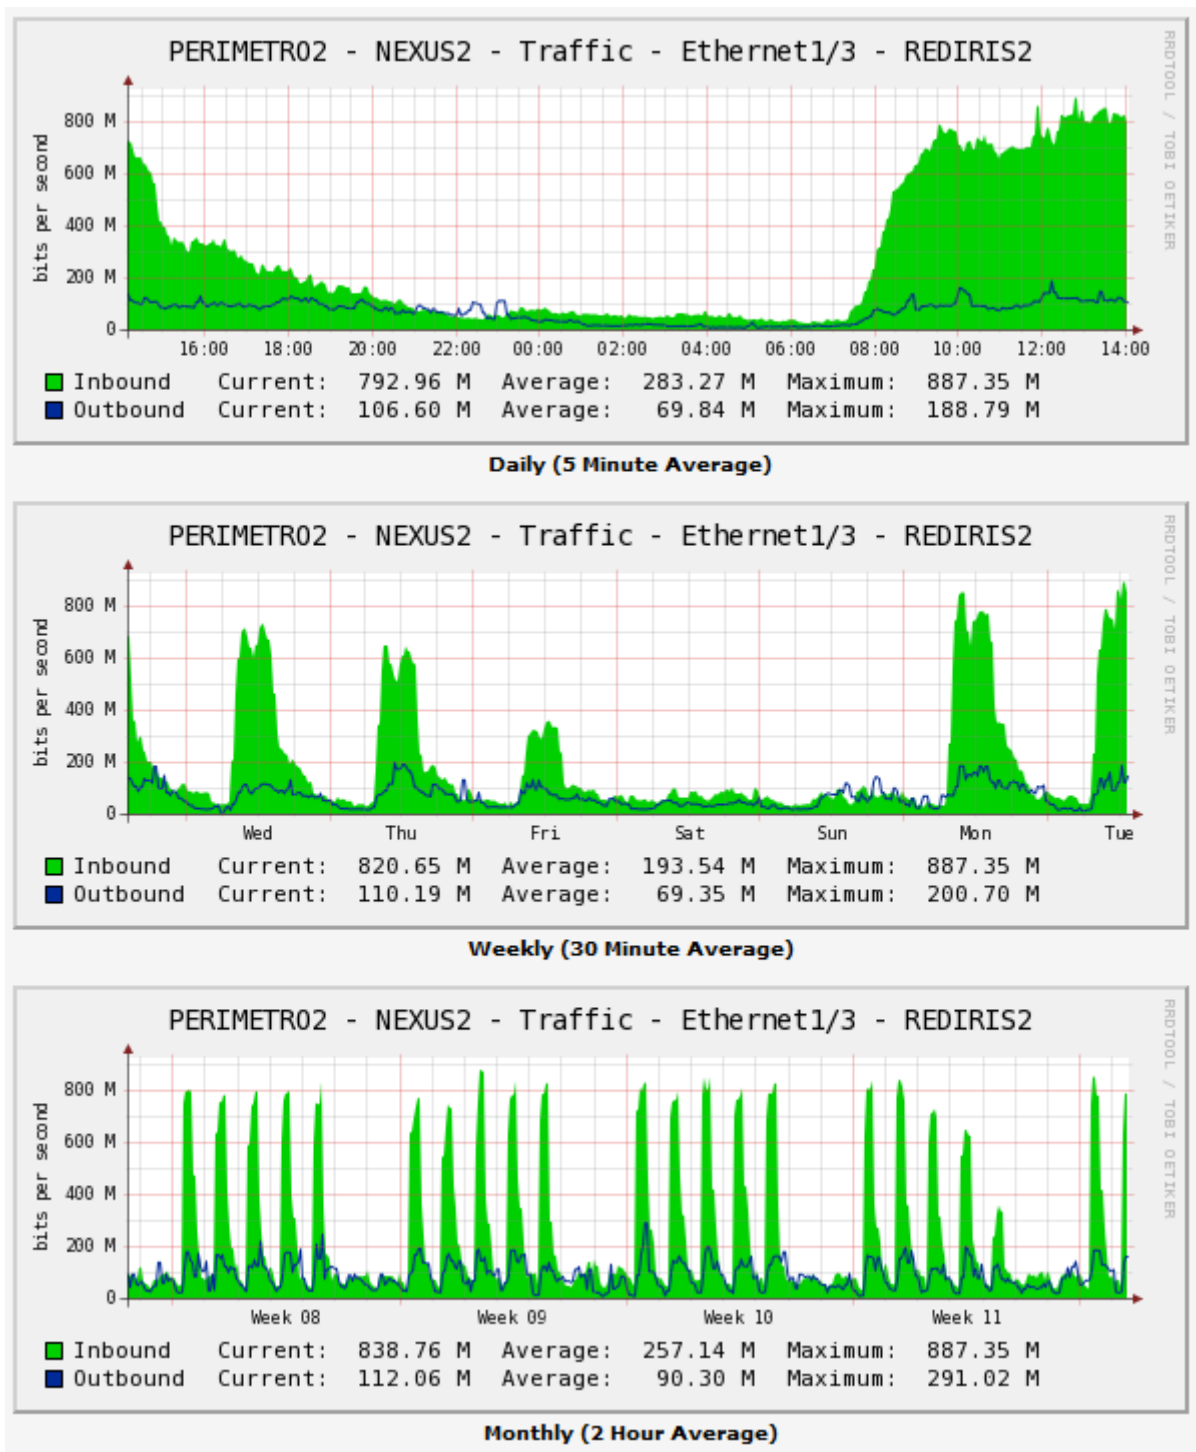 PERIMETRO2 - NEXUS2 - Traffic - Ethernet1/3 - REDIRIS2
RRDTOOL / TOBI OETIKER
bits per second
800 M
600 M
400 M
200 M
0
16:00 18:00 20:00 22:00 00:00 02:00 04:00 06:00 08:00 10:00 12:00 14:00
Inbound Current: 792.96 M Average: 283.27 M Maximum: 887.35 M
Outbound Current: 106.60 M Average: 69.84 M Maximum: 188.79 M
Daily (5 Minute Average)
PERIMETRO2 - NEXUS2 - Traffic - Ethernet1/3 - REDIRIS2
RRDTOOL / TOBI OETIKER
bits per second
800 M
600 M
400 M
200 M
0
Wed Thu Fri Sat Sun Mon Tue
Inbound Current: 820.65 M Average: 193.54 M Maximum: 887.35 M
Outbound Current: 110.19 M Average: 69.35 M Maximum: 200.70 M
Weekly (30 Minute Average)
PERIMETRO2 - NEXUS2 - Traffic - Ethernet1/3 - REDIRIS2
RRDTOOL / TOBI OETIKER
bits per second
800 M
600 M
400 M
200 M
0
Week 08 Week 09 Week 10 Week 11
Inbound Current: 838.76 M Average: 257.14 M Maximum: 887.35 M
Outbound Current: 112.06 M Average: 90.30 M Maximum: 291.02 M
Monthly (2 Hour Average)